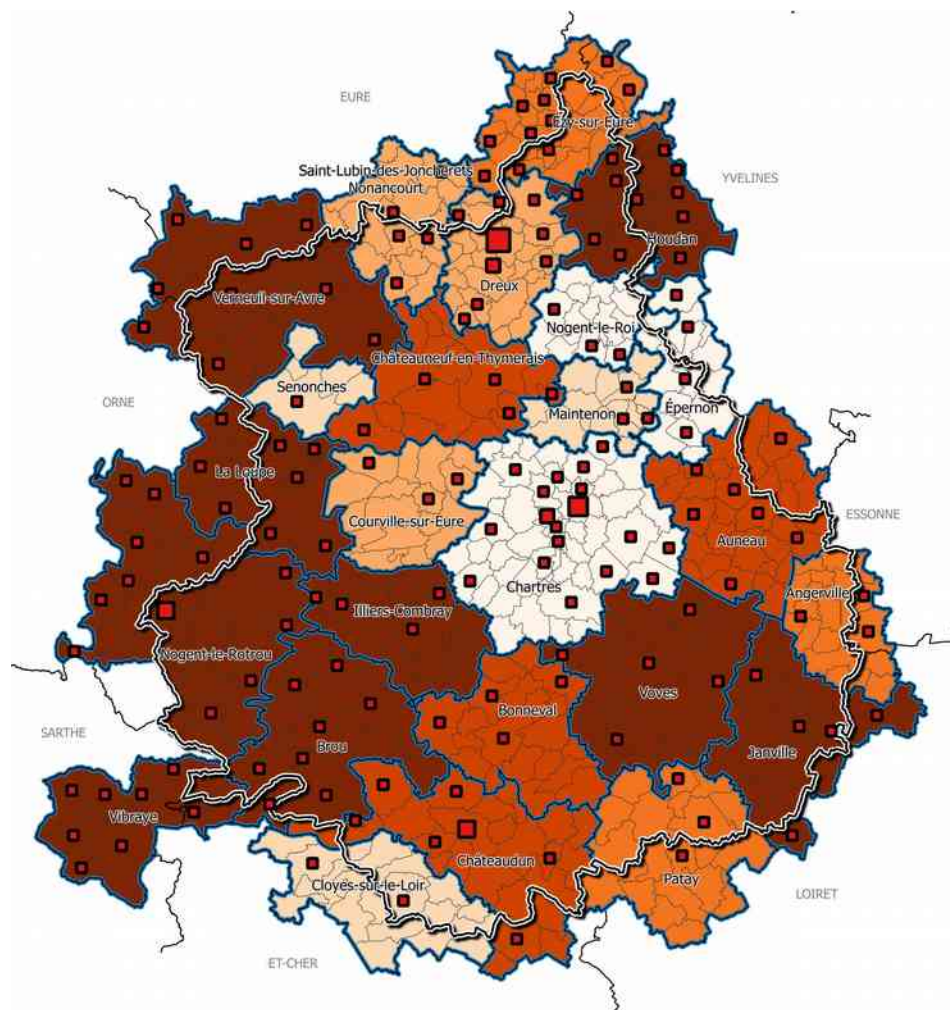 EURE
Ézy-sur-Eure
Saint-Lubin-des-Joncherets
Nonancourt
YVELINES
Houdan
Dreux
Verneuil-sur-Avre
Nogent-le-Roi
Châteauneuf-en-Thymerais
Senonches
ORNE
Maintenon
Épernon
La Loupe
Courville-sur-Eure
ESSONNE
Auneau
Chartres
Angerville
Illiers-Combray
Nogent-le-Rotrou
Voves
Bonneval
SARTHE
Brou
Janville
Vibraye
Châteaudun
Patay
Cloyes-sur-le-Loir
LOIRET
ET-CHER